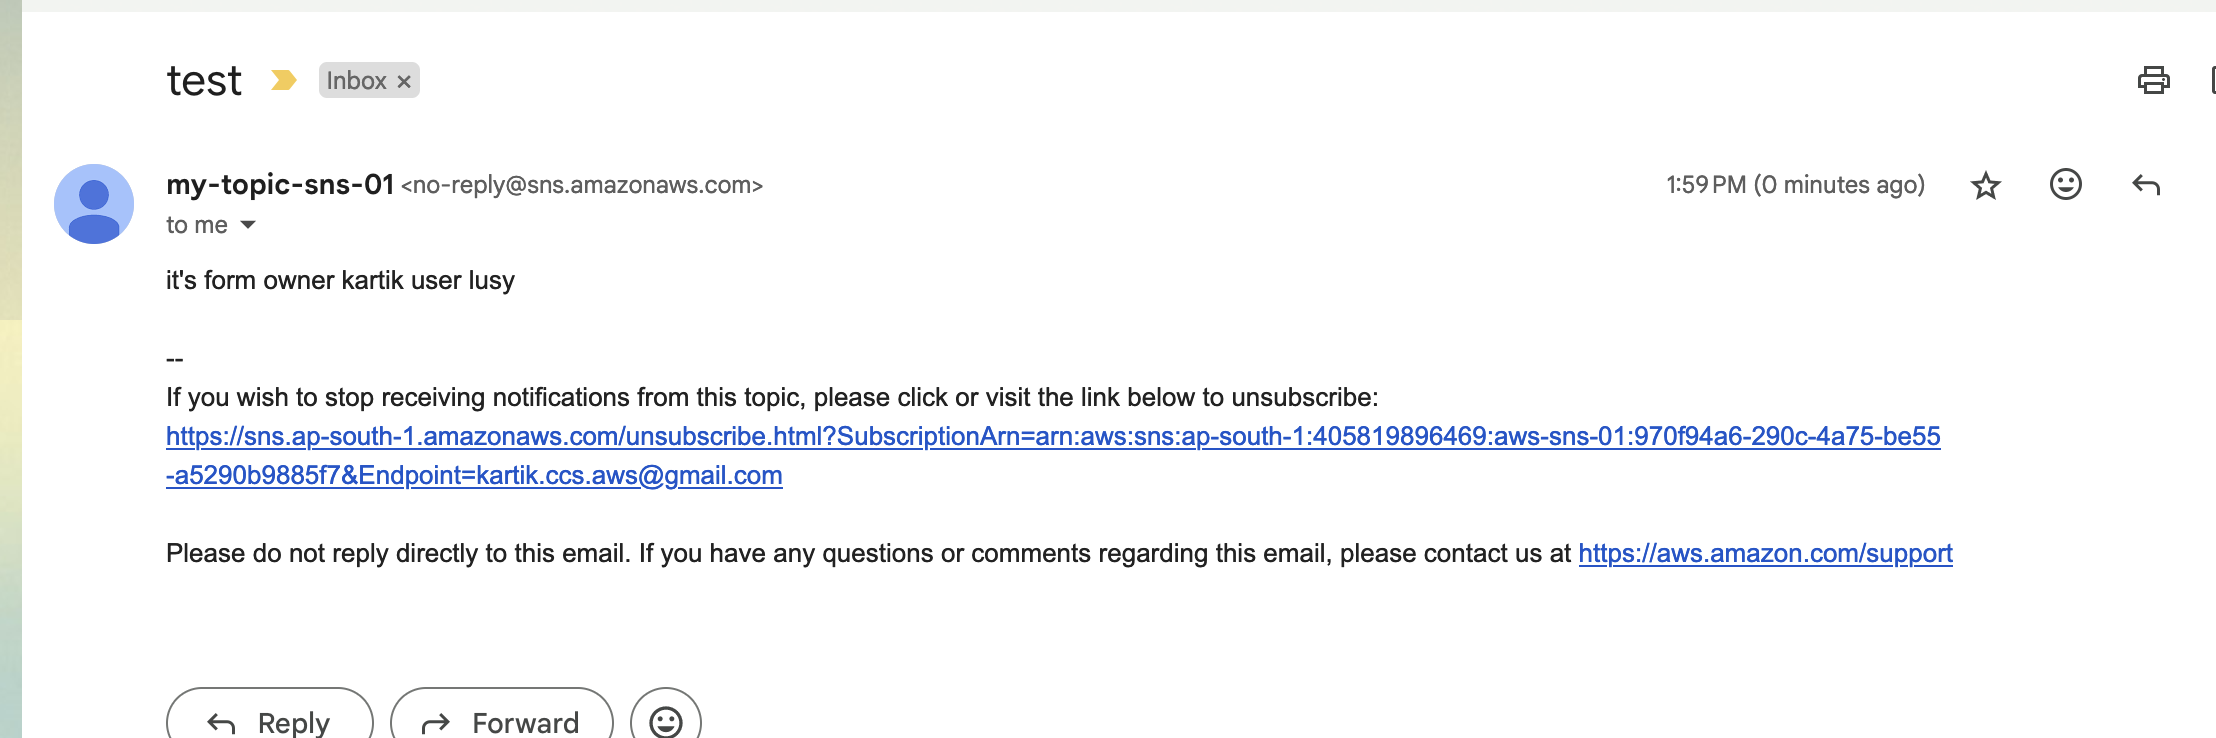 test Inbox ×
my-topic-sns-01 <no-reply@sns.amazonaws.com> 1:59 PM (0 minutes ago)
to me
it's form owner kartik user lusy
--
If you wish to stop receiving notifications from this topic, please click or visit the link below to unsubscribe:
https://sns.ap-south-1.amazonaws.com/unsubscribe.html?SubscriptionArn=arn:aws:sns:ap-south-1:405819896469:aws-sns-01:970f94a6-290c-4a75-be55
-a5290b9885f7&Endpoint=kartik.ccs.aws@gmail.com
Please do not reply directly to this email. If you have any questions or comments regarding this email, please contact us at https://aws.amazon.com/support
Reply Forward